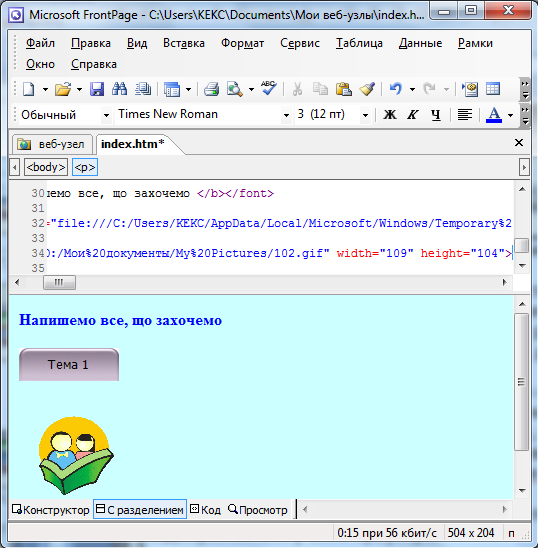 Microsoft FrontPage - C:\Users\KEKC\Documents\Мои веб-узлы\index.h...
Файл Правка Вид Вставка Формат Сервис Таблица Данные Рамки
Окно Справка
Обычный Times New Roman 3 (12 пт) Ж К Ч A
веб-узел index.htm*
<body> <p>
30 ıемо все, що захочемо </b></font>
31
32 ="file:///C:/Users/KEKC/AppData/Local/Microsoft/Windows/Temporary%2
33
34 ):/Мои%20документы/My%20Pictures/102.gif" width="109" height="104">
35
Напишемо все, що захочемо
Тема 1
Конструктор С разделением Код Просмотр
0:15 при 56 кбит/с 504 x 204 п